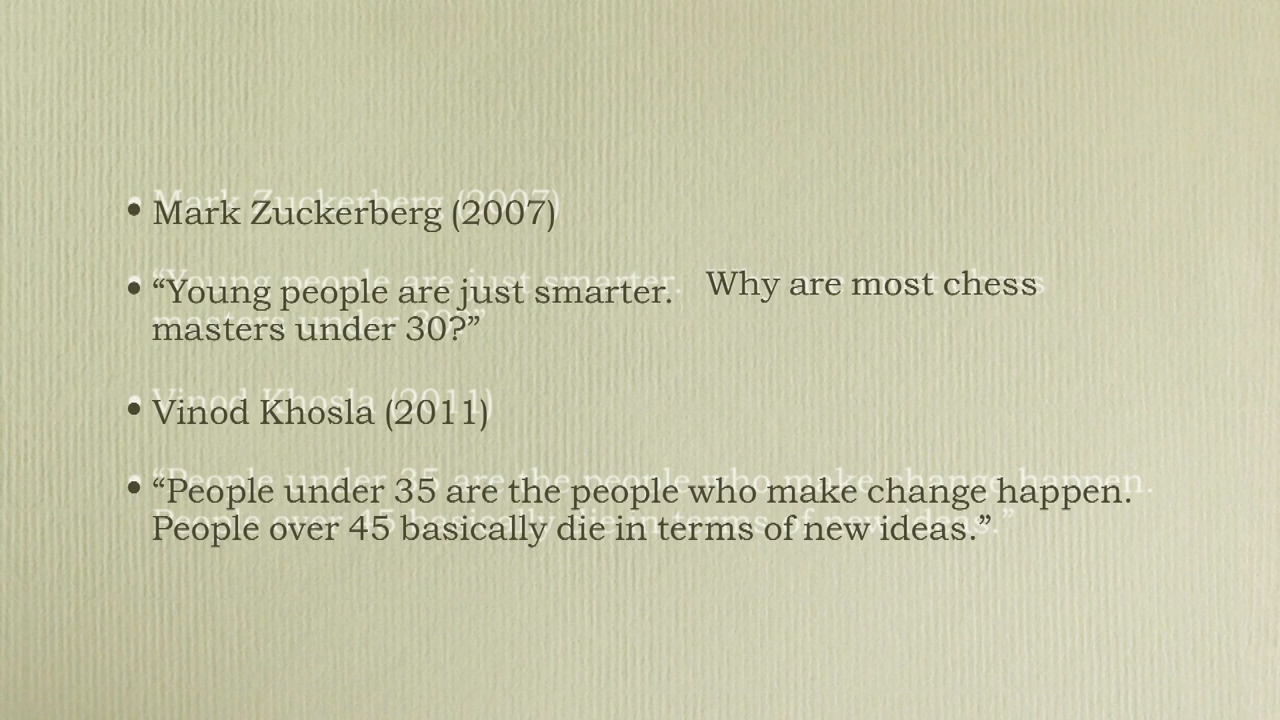 • Mark Zuckerberg (2007)
• “Young people are just smarter. Why are most chess
masters under 30?”
• Vinod Khosla (2011)
• “People under 35 are the people who make change happen.
People over 45 basically die in terms of new ideas.”